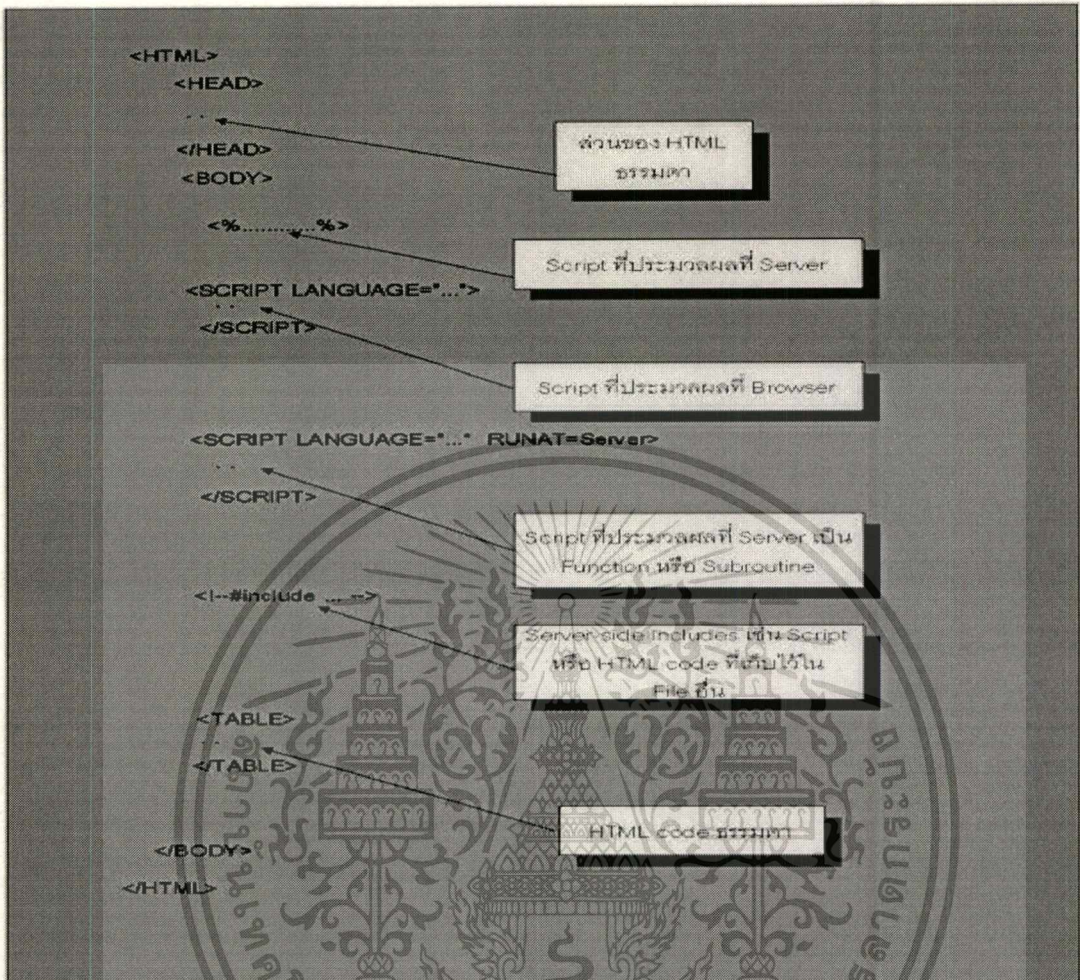 <HTML>
<HEAD>
. .
</HEAD>
<BODY>
ส่วนของ HTML
ธรรมดา
<%............%>
Script ที่ประมวลผลที่ Server
<SCRIPT LANGUAGE="...">
. .
</SCRIPT>
Script ที่ประมวลผลที่ Browser
<SCRIPT LANGUAGE="..." RUNAT=Server>
. .
</SCRIPT>
Script ที่ประมวลผลที่ Server เป็น
Function หรือ Subroutine
<!--#include ... -->
Server-side Includes เช่น Script
หรือ HTML code ที่เก็บไว้ใน
File อื่น
<TABLE>
. .
</TABLE>
HTML code ธรรมดา
</BODY>
</HTML>